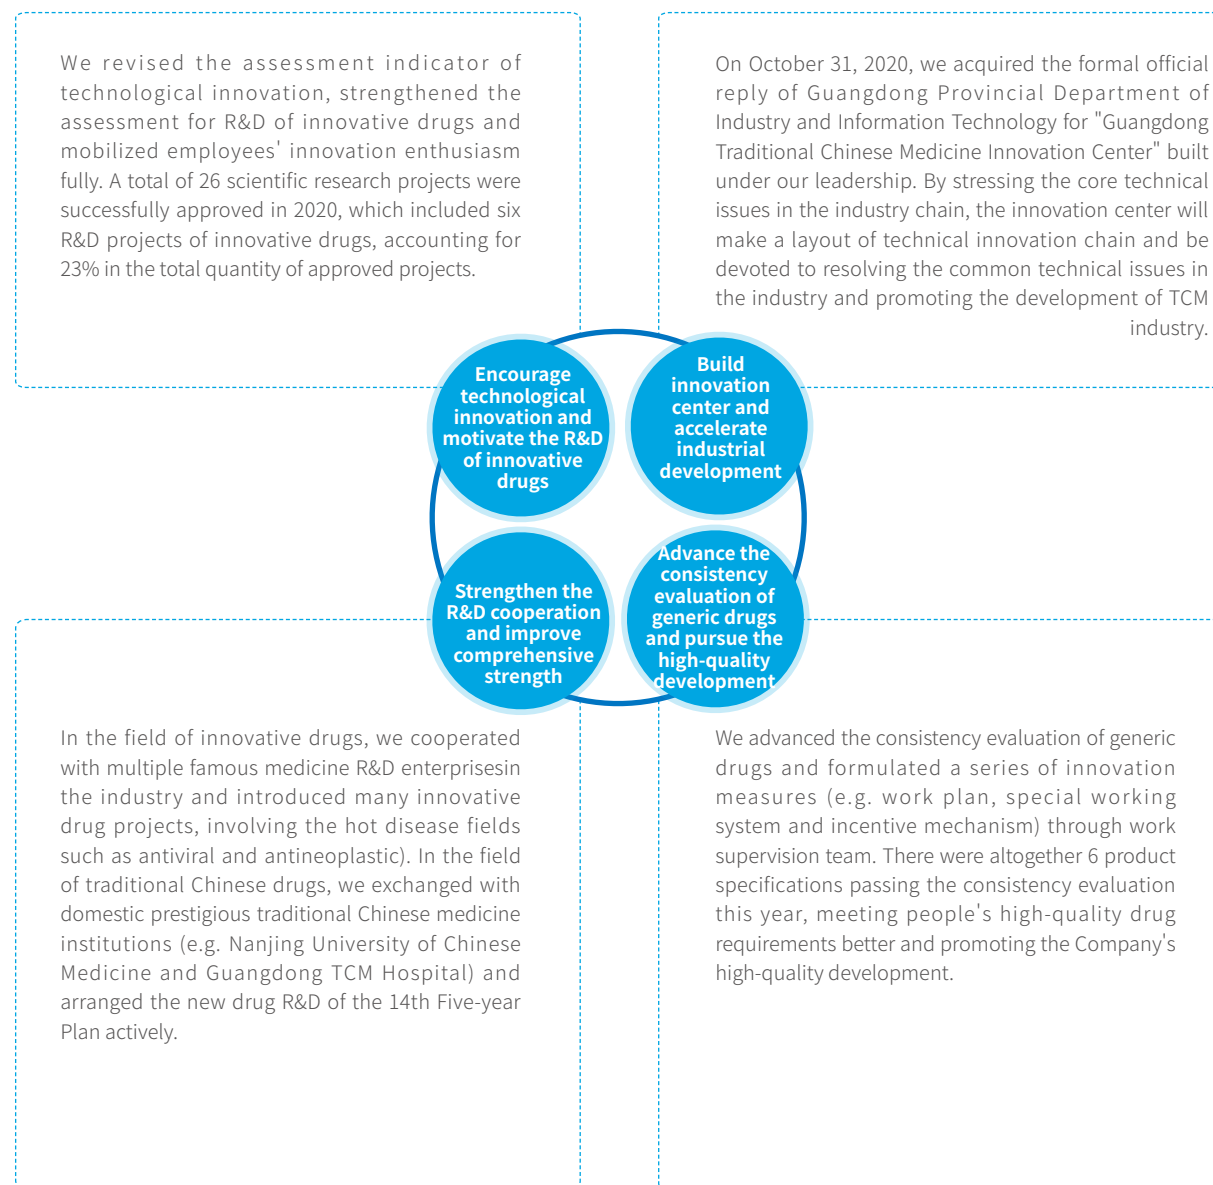 We revised the assessment indicator of
technological innovation, strengthened the
assessment for R&D of innovative drugs and
mobilized employees' innovation enthusiasm
fully. A total of 26 scientific research projects were
successfully approved in 2020, which included six
R&D projects of innovative drugs, accounting for
23% in the total quantity of approved projects.
On October 31, 2020, we acquired the formal official
reply of Guangdong Provincial Department of
Industry and Information Technology for "Guangdong
Traditional Chinese Medicine Innovation Center" built
under our leadership. By stressing the core technical
issues in the industry chain, the innovation center will
make a layout of technical innovation chain and be
devoted to resolving the common technical issues in
the industry and promoting the development of TCM
industry.
Encourage
technological
innovation and
motivate the R&D
of innovative
drugs
Build
innovation
center and
accelerate
industrial
development
Strengthen the
R&D cooperation
and improve
comprehensive
strength
Advance the
consistency
evaluation of
generic drugs
and pursue the
high-quality
development
In the field of innovative drugs, we cooperated
with multiple famous medicine R&D enterprisesin
the industry and introduced many innovative
drug projects, involving the hot disease fields
such as antiviral and antineoplastic). In the field
of traditional Chinese drugs, we exchanged with
domestic prestigious traditional Chinese medicine
institutions (e.g. Nanjing University of Chinese
Medicine and Guangdong TCM Hospital) and
arranged the new drug R&D of the 14th Five-year
Plan actively.
We advanced the consistency evaluation of generic
drugs and formulated a series of innovation
measures (e.g. work plan, special working
system and incentive mechanism) through work
supervision team. There were altogether 6 product
specifications passing the consistency evaluation
this year, meeting people's high-quality drug
requirements better and promoting the Company's
high-quality development.